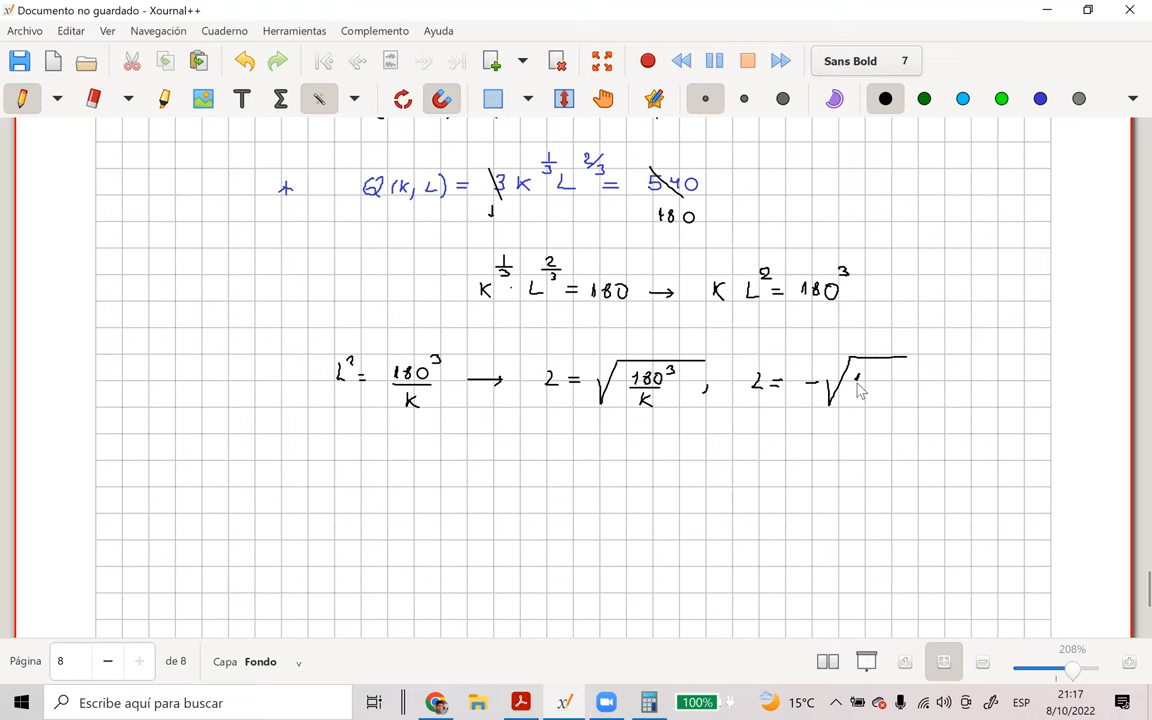 Documento no guardado - Xournal++
Archivo Editar Ver Navegación Cuaderno Herramientas Complemento Ayuda
Sans Bold 7
* Q(K, L) = 3 K^{1/3} L^{2/3} = 540
1 180
K^{1/3} · L^{2/3} = 180 → K L^2 = 180^3
L^2 = 180^3/K → L = √(180^3/K) , L = -√
Página 8 de 8 Capa Fondo 208%
Escribe aquí para buscar 100% 15°C ESP 21:17
8/10/2022